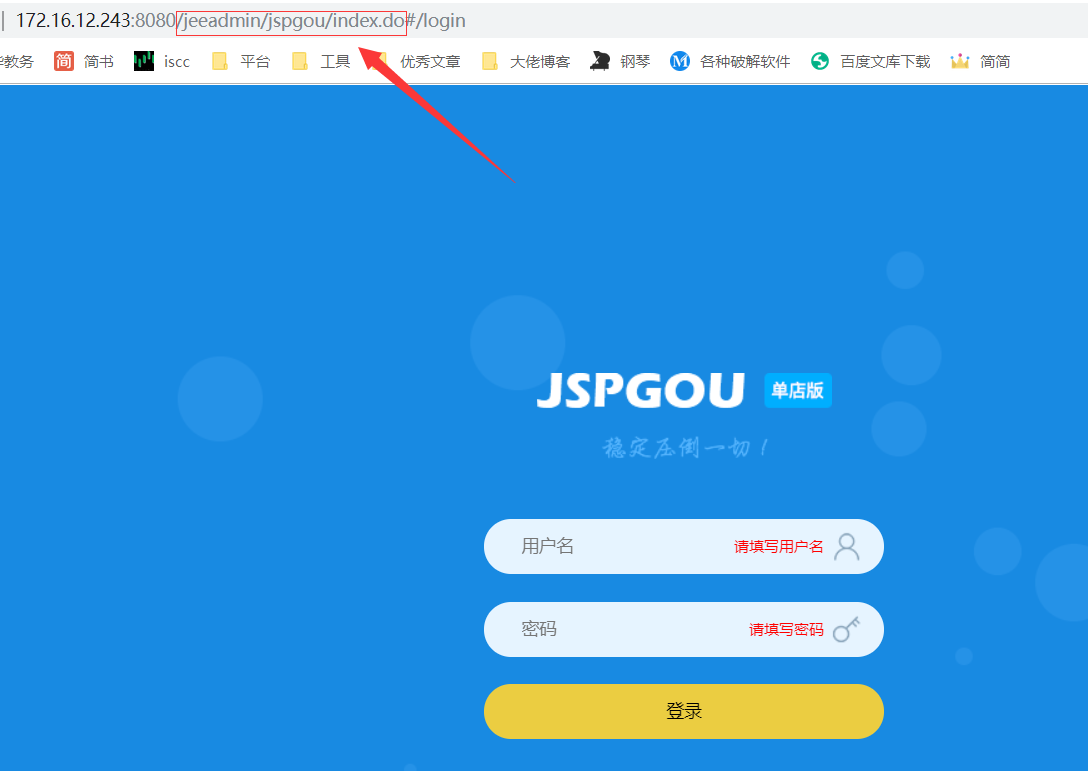 172.16.12.243:8080/jeeadmin/jspgou/index.do#/login
教务 简 简书 iscc 平台 工具 优秀文章 大佬博客 钢琴 M 各种破解软件 百度文库下载 简简
JSPGOU 单店版
稳定压倒一切！
用户名 请填写用户名
密码 请填写密码
登录